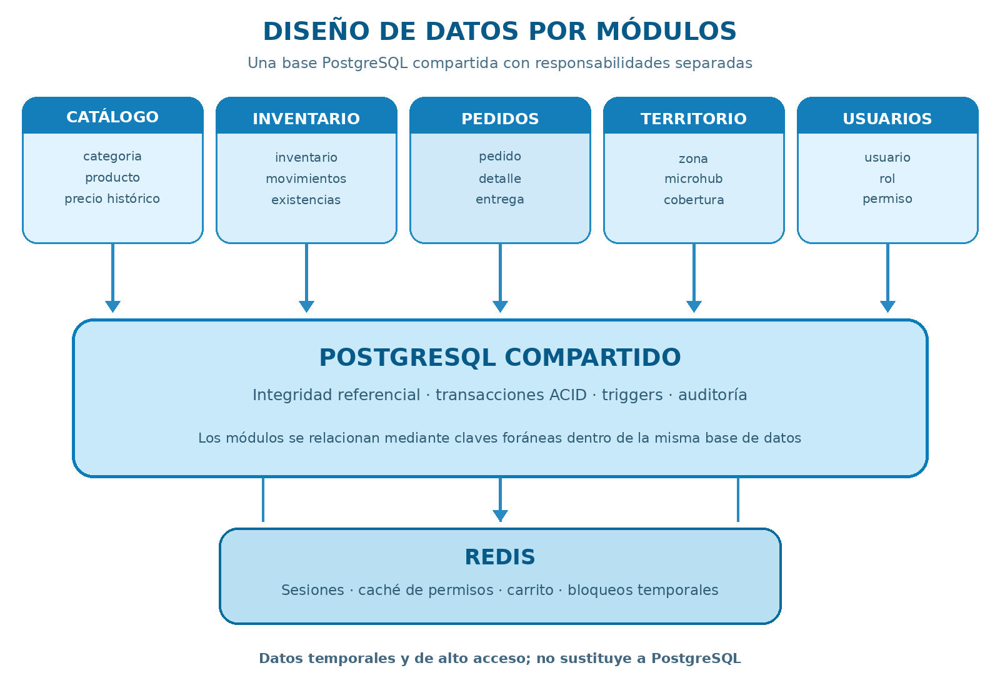 DISEÑO DE DATOS POR MÓDULOS
Una base PostgreSQL compartida con responsabilidades separadas
CATÁLOGO
categoria
producto
precio histórico
INVENTARIO
inventario
movimientos
existencias
PEDIDOS
pedido
detalle
entrega
TERRITORIO
zona
microhub
cobertura
USUARIOS
usuario
rol
permiso
POSTGRESQL COMPARTIDO
Integridad referencial · transacciones ACID · triggers · auditoría
Los módulos se relacionan mediante claves foráneas dentro de la misma base de datos
REDIS
Sesiones · caché de permisos · carrito · bloqueos temporales
Datos temporales y de alto acceso; no sustituye a PostgreSQL